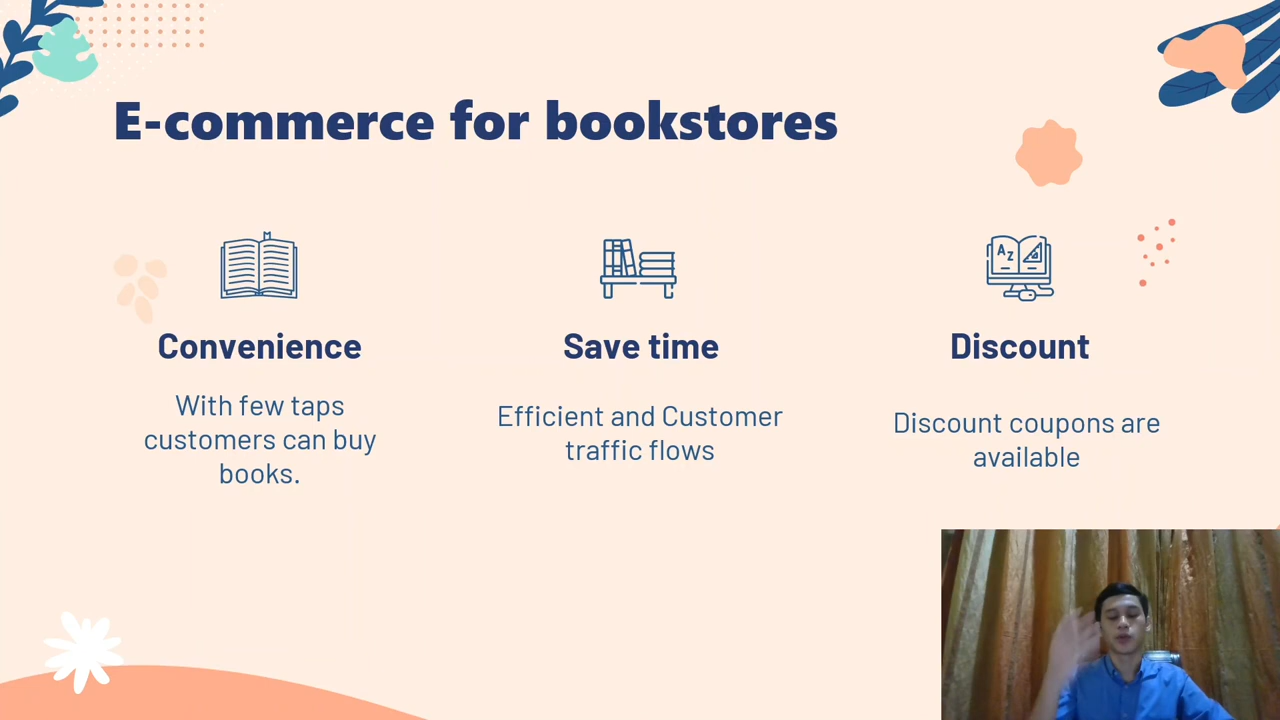 E-commerce for bookstores
Convenience
With few taps
customers can buy
books.
Save time
Efficient and Customer
traffic flows
A
Z
Discount
Discount coupons are
available